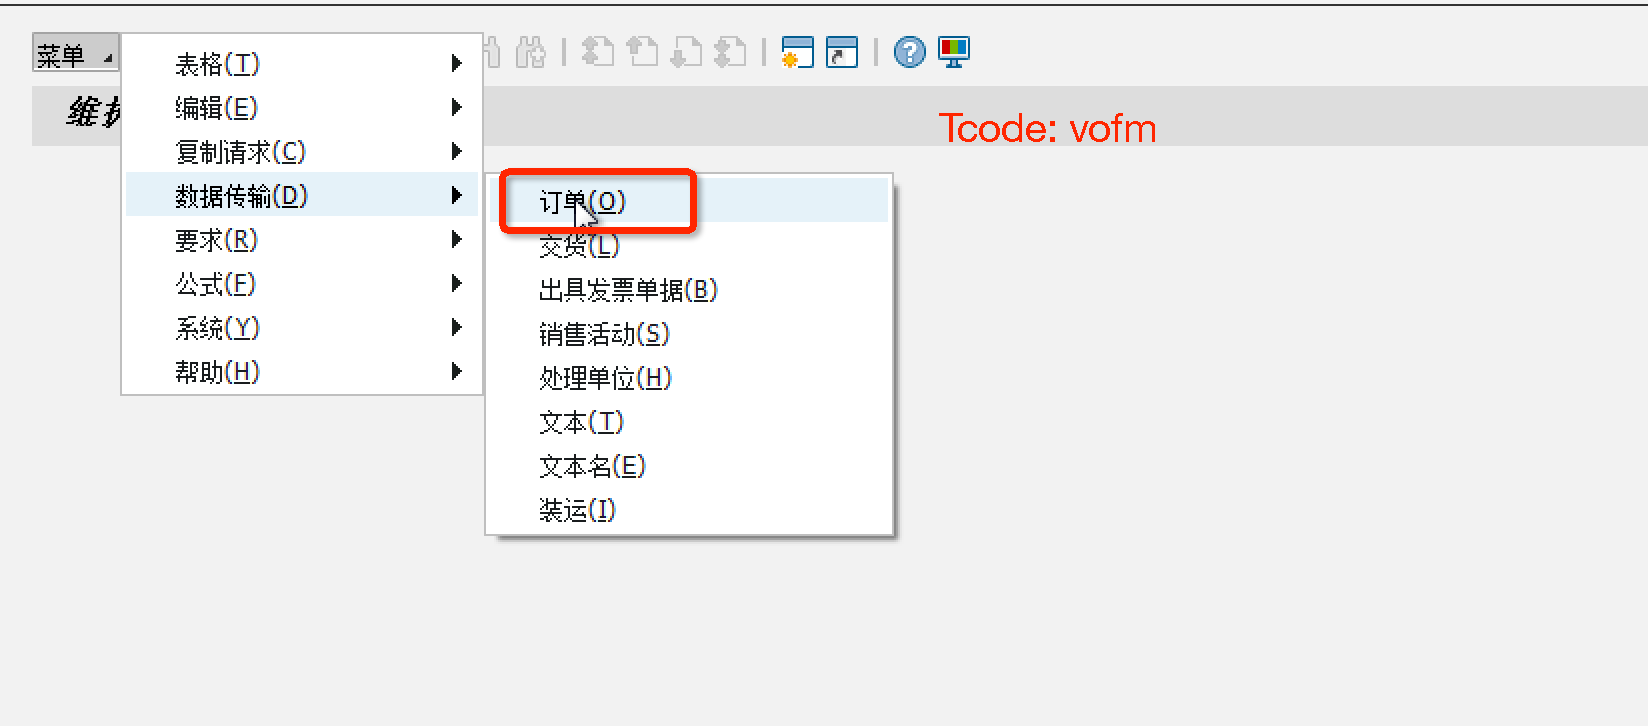 菜单
表格(T)
编辑(E)
复制请求(C)
数据传输(D)
要求(R)
公式(F)
系统(Y)
帮助(H)
维护
Tcode: vofm
订单(O)
交货(L)
出具发票单据(B)
销售活动(S)
处理单位(H)
文本(T)
文本名(E)
装运(I)